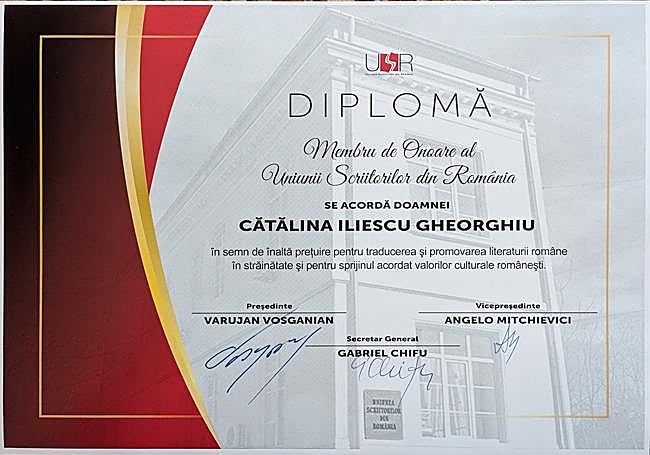 USR
DIPLOMĂ
Membru de Onoare al
Uniunii Scriitorilor din România
SE ACORDĂ DOAMNEI
CĂTĂLINA ILIESCU GHEORGHIU
în semn de înaltă prețuire pentru traducerea și promovarea literaturii române
în străinătate și pentru sprijinul acordat valorilor culturale românești.
Președinte
VARUJAN VOSGANIAN
Vicepreședinte
ANGELO MITCHIEVICI
Secretar General
GABRIEL CHIFU
UNIUNEA
SCRIITORILOR
DIN
ROMÂNIA